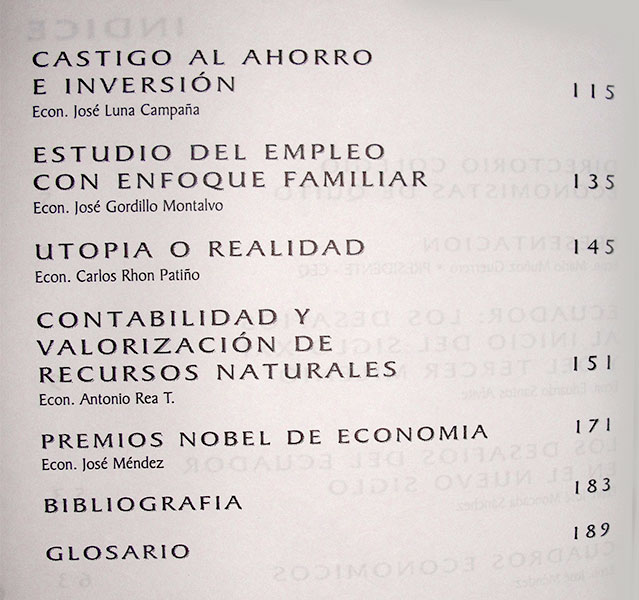 CASTIGO AL AHORRO
E INVERSIÓN 115
Econ. José Luna Campaña
ESTUDIO DEL EMPLEO
CON ENFOQUE FAMILIAR 135
Econ. José Gordillo Montalvo
UTOPIA O REALIDAD 145
Econ. Carlos Rhon Patiño
CONTABILIDAD Y
VALORIZACIÓN DE
RECURSOS NATURALES 151
Econ. Antonio Rea T.
PREMIOS NOBEL DE ECONOMIA 171
Econ. José Méndez
BIBLIOGRAFIA 183
GLOSARIO 189